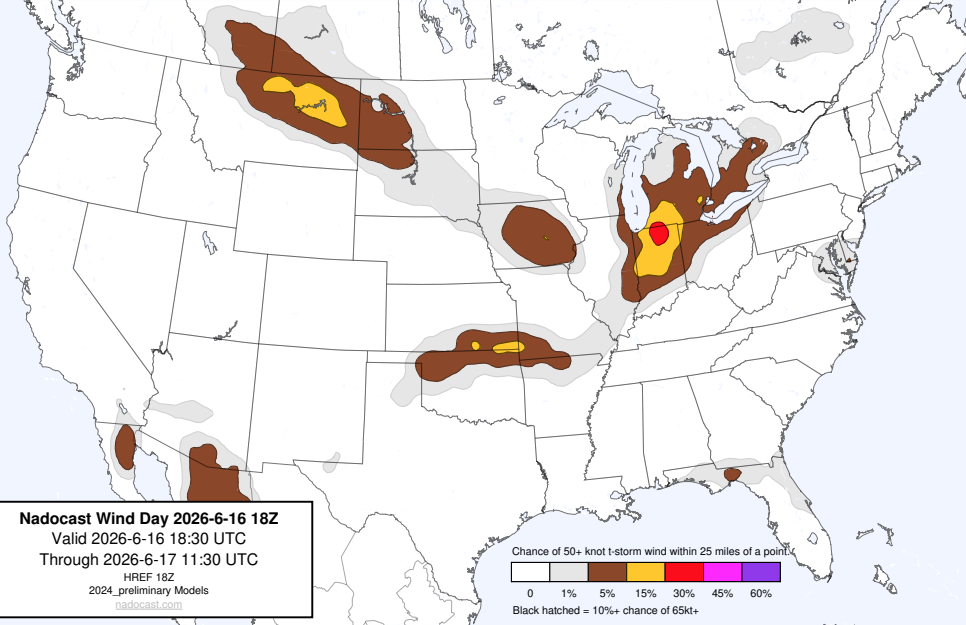 Nadocast Wind Day 2026-6-16 18Z
Valid 2026-6-16 18:30 UTC
Through 2026-6-17 11:30 UTC
HREF 18Z
2024_preliminary Models
nadocast.com
Chance of 50+ knot t-storm wind within 25 miles of a point.
0 1% 5% 15% 30% 45% 60%
Black hatched = 10%+ chance of 65kt+